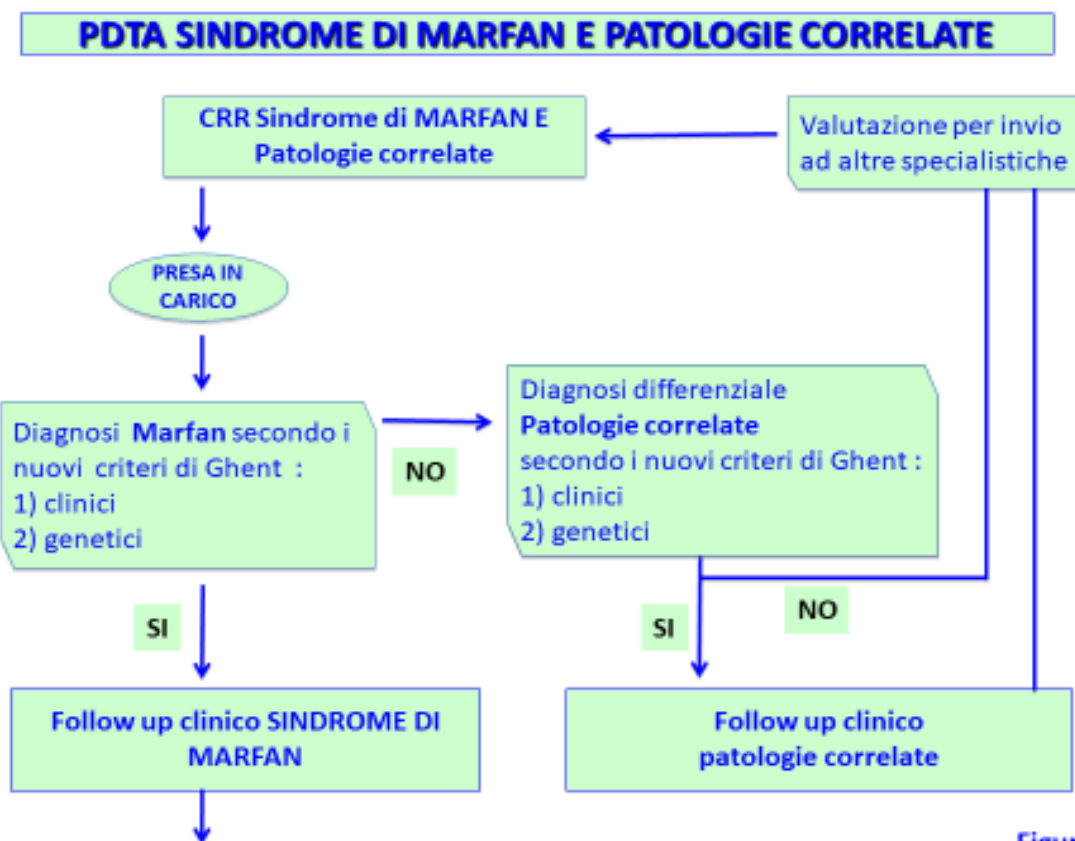 PDTA SINDROME DI MARFAN E PATOLOGIE CORRELATE
CRR Sindrome di MARFAN E
Patologie correlate
Valutazione per invio
ad altre specialistiche
PRESA IN
CARICO
Diagnosi Marfan secondo i
nuovi criteri di Ghent :
1) clinici
2) genetici
NO
Diagnosi differenziale
Patologie correlate
secondo i nuovi criteri di Ghent :
1) clinici
2) genetici
SI
SI
NO
Follow up clinico SINDROME DI
MARFAN
Follow up clinico
patologie correlate